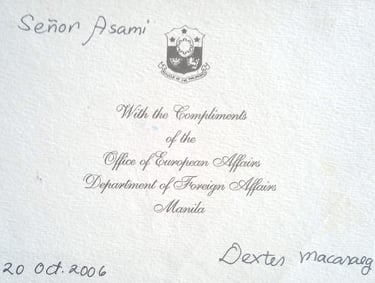 Señor Asami
With the Compliments
of the
Office of European Affairs
Department of Foreign Affairs
Manila
Dexter Macaraeg
20 Oct. 2006